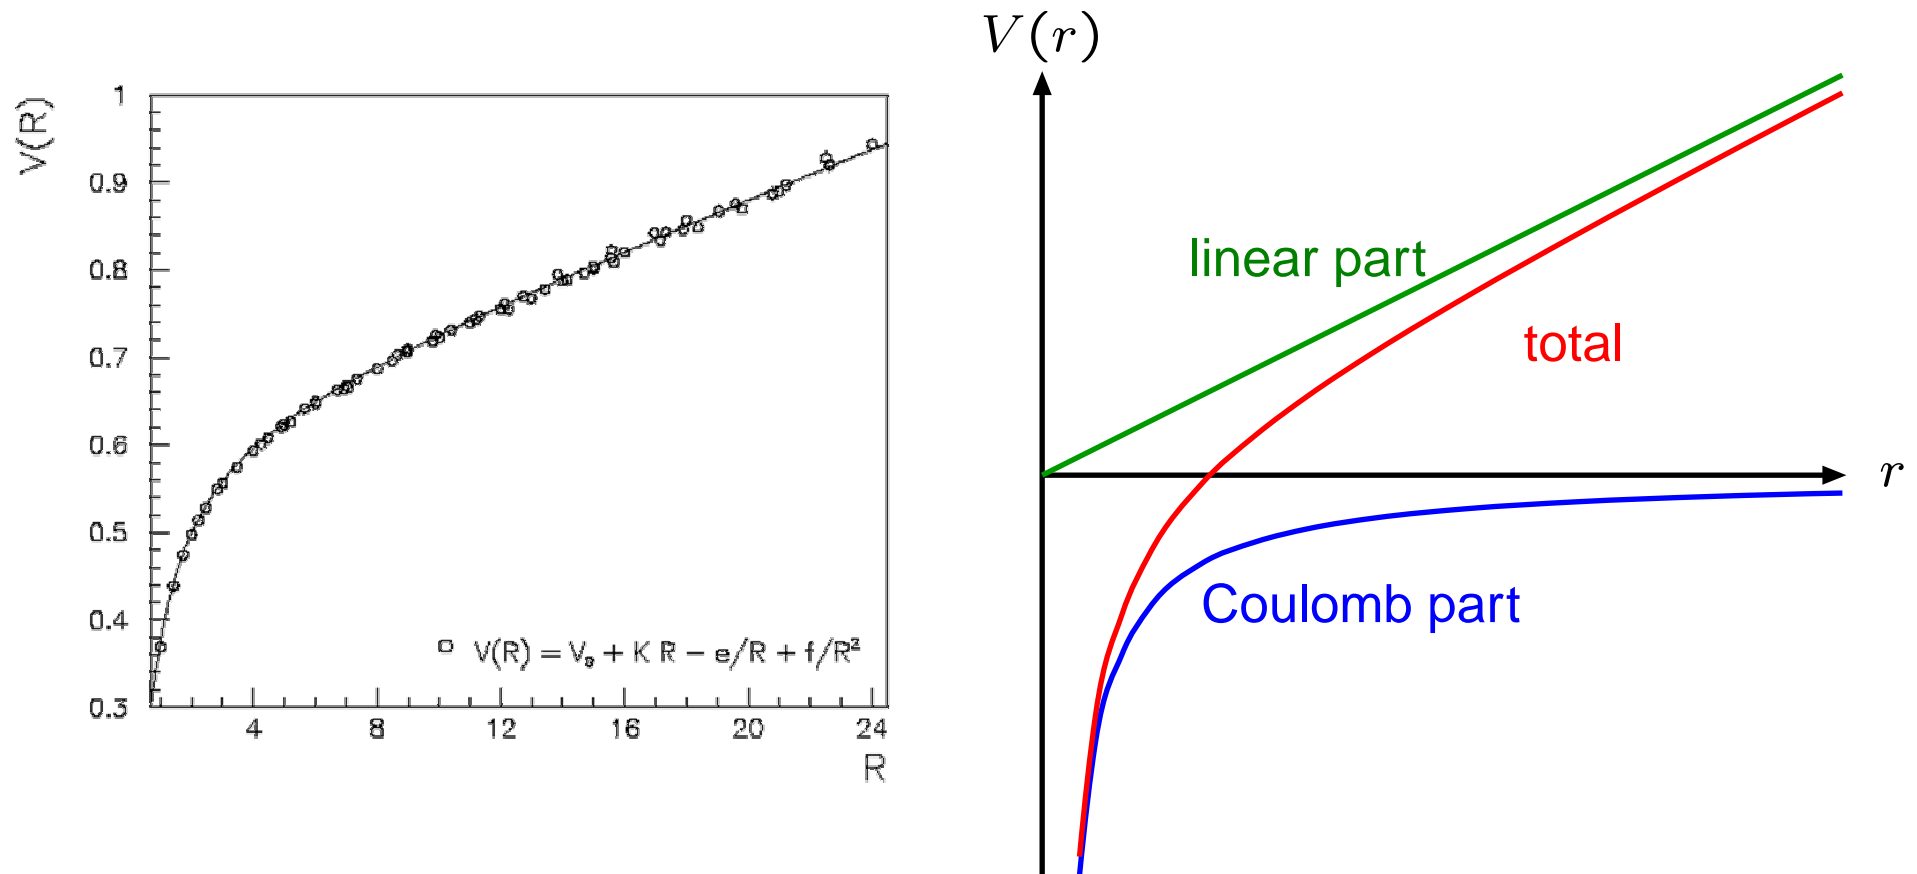 V(R)
1
0.9
0.8
0.7
0.6
0.5
0.4
0.3
4 8 12 16 20 24
R
V(R) = V₀ + K R − e/R + f/R²
V(r)
linear part
total
r
Coulomb part